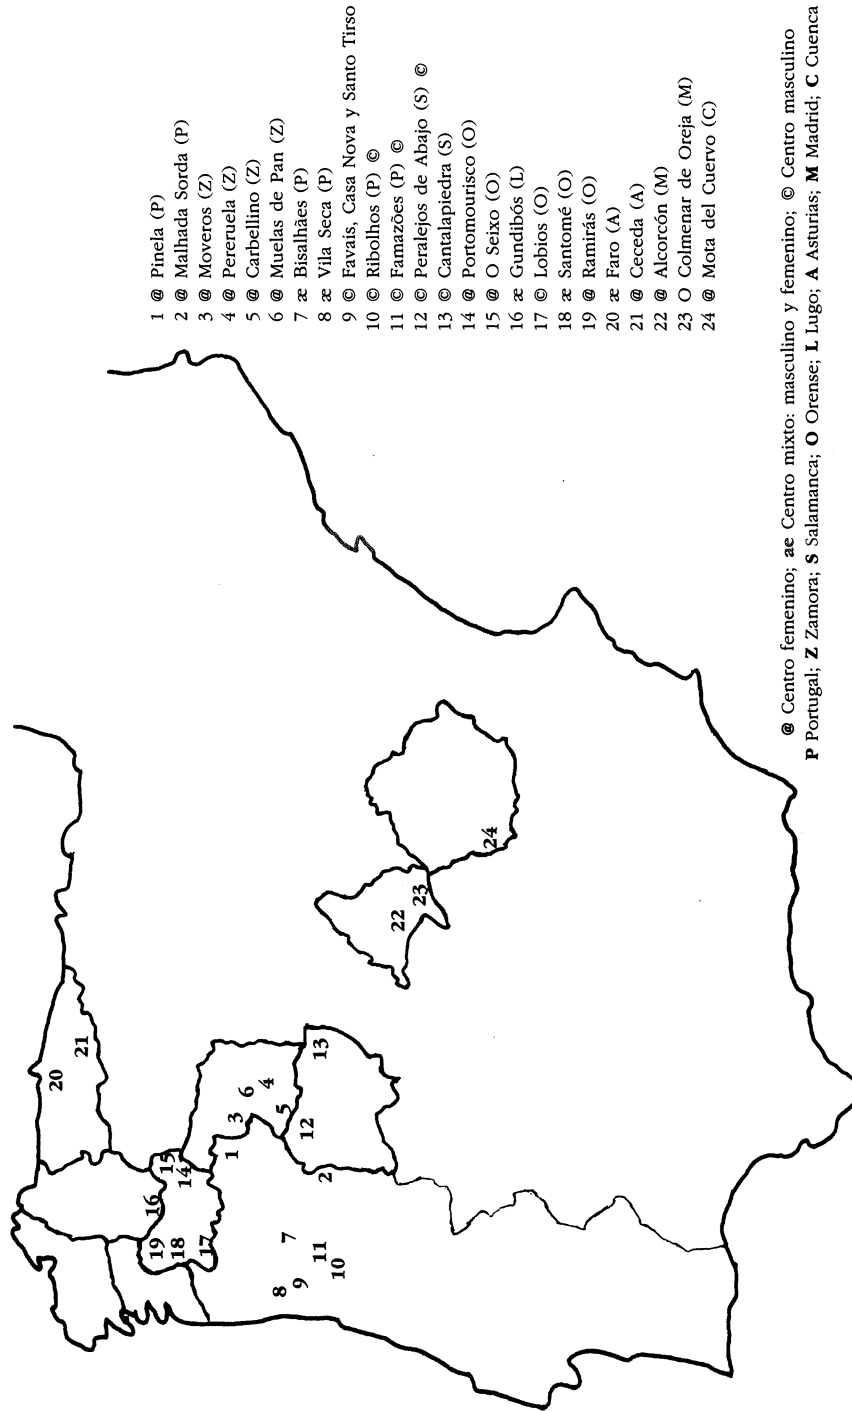 20
21
19
16
15
18
14
17
1
3
6
4
8
5
7
9
12
11
13
2
10
22
23
24
1 @ Pinela (P)
2 @ Malhada Sorda (P)
3 @ Moveros (Z)
4 @ Pereruela (Z)
5 @ Carbellino (Z)
6 @ Muelas de Pan (Z)
7 æ Bisalhães (P)
8 æ Vila Seca (P)
9 © Favais, Casa Nova y Santo Tirso
10 © Ribolhos (P) ©
11 © Famazões (P) ©
12 © Peralejos de Abajo (S) ©
13 © Cantalapiedra (S)
14 @ Portomourisco (O)
15 @ O Seixo (O)
16 æ Gundibós (L)
17 © Lobios (O)
18 æ Santomé (O)
19 @ Ramirás (O)
20 æ Faro (A)
21 @ Ceceda (A)
22 @ Alcorcón (M)
23 O Colmenar de Oreja (M)
24 @ Mota del Cuervo (C)
@ Centro femenino; ae Centro mixto: masculino y femenino; © Centro masculino
P Portugal; Z Zamora; S Salamanca; O Orense; L Lugo; A Asturias; M Madrid; C Cuenca